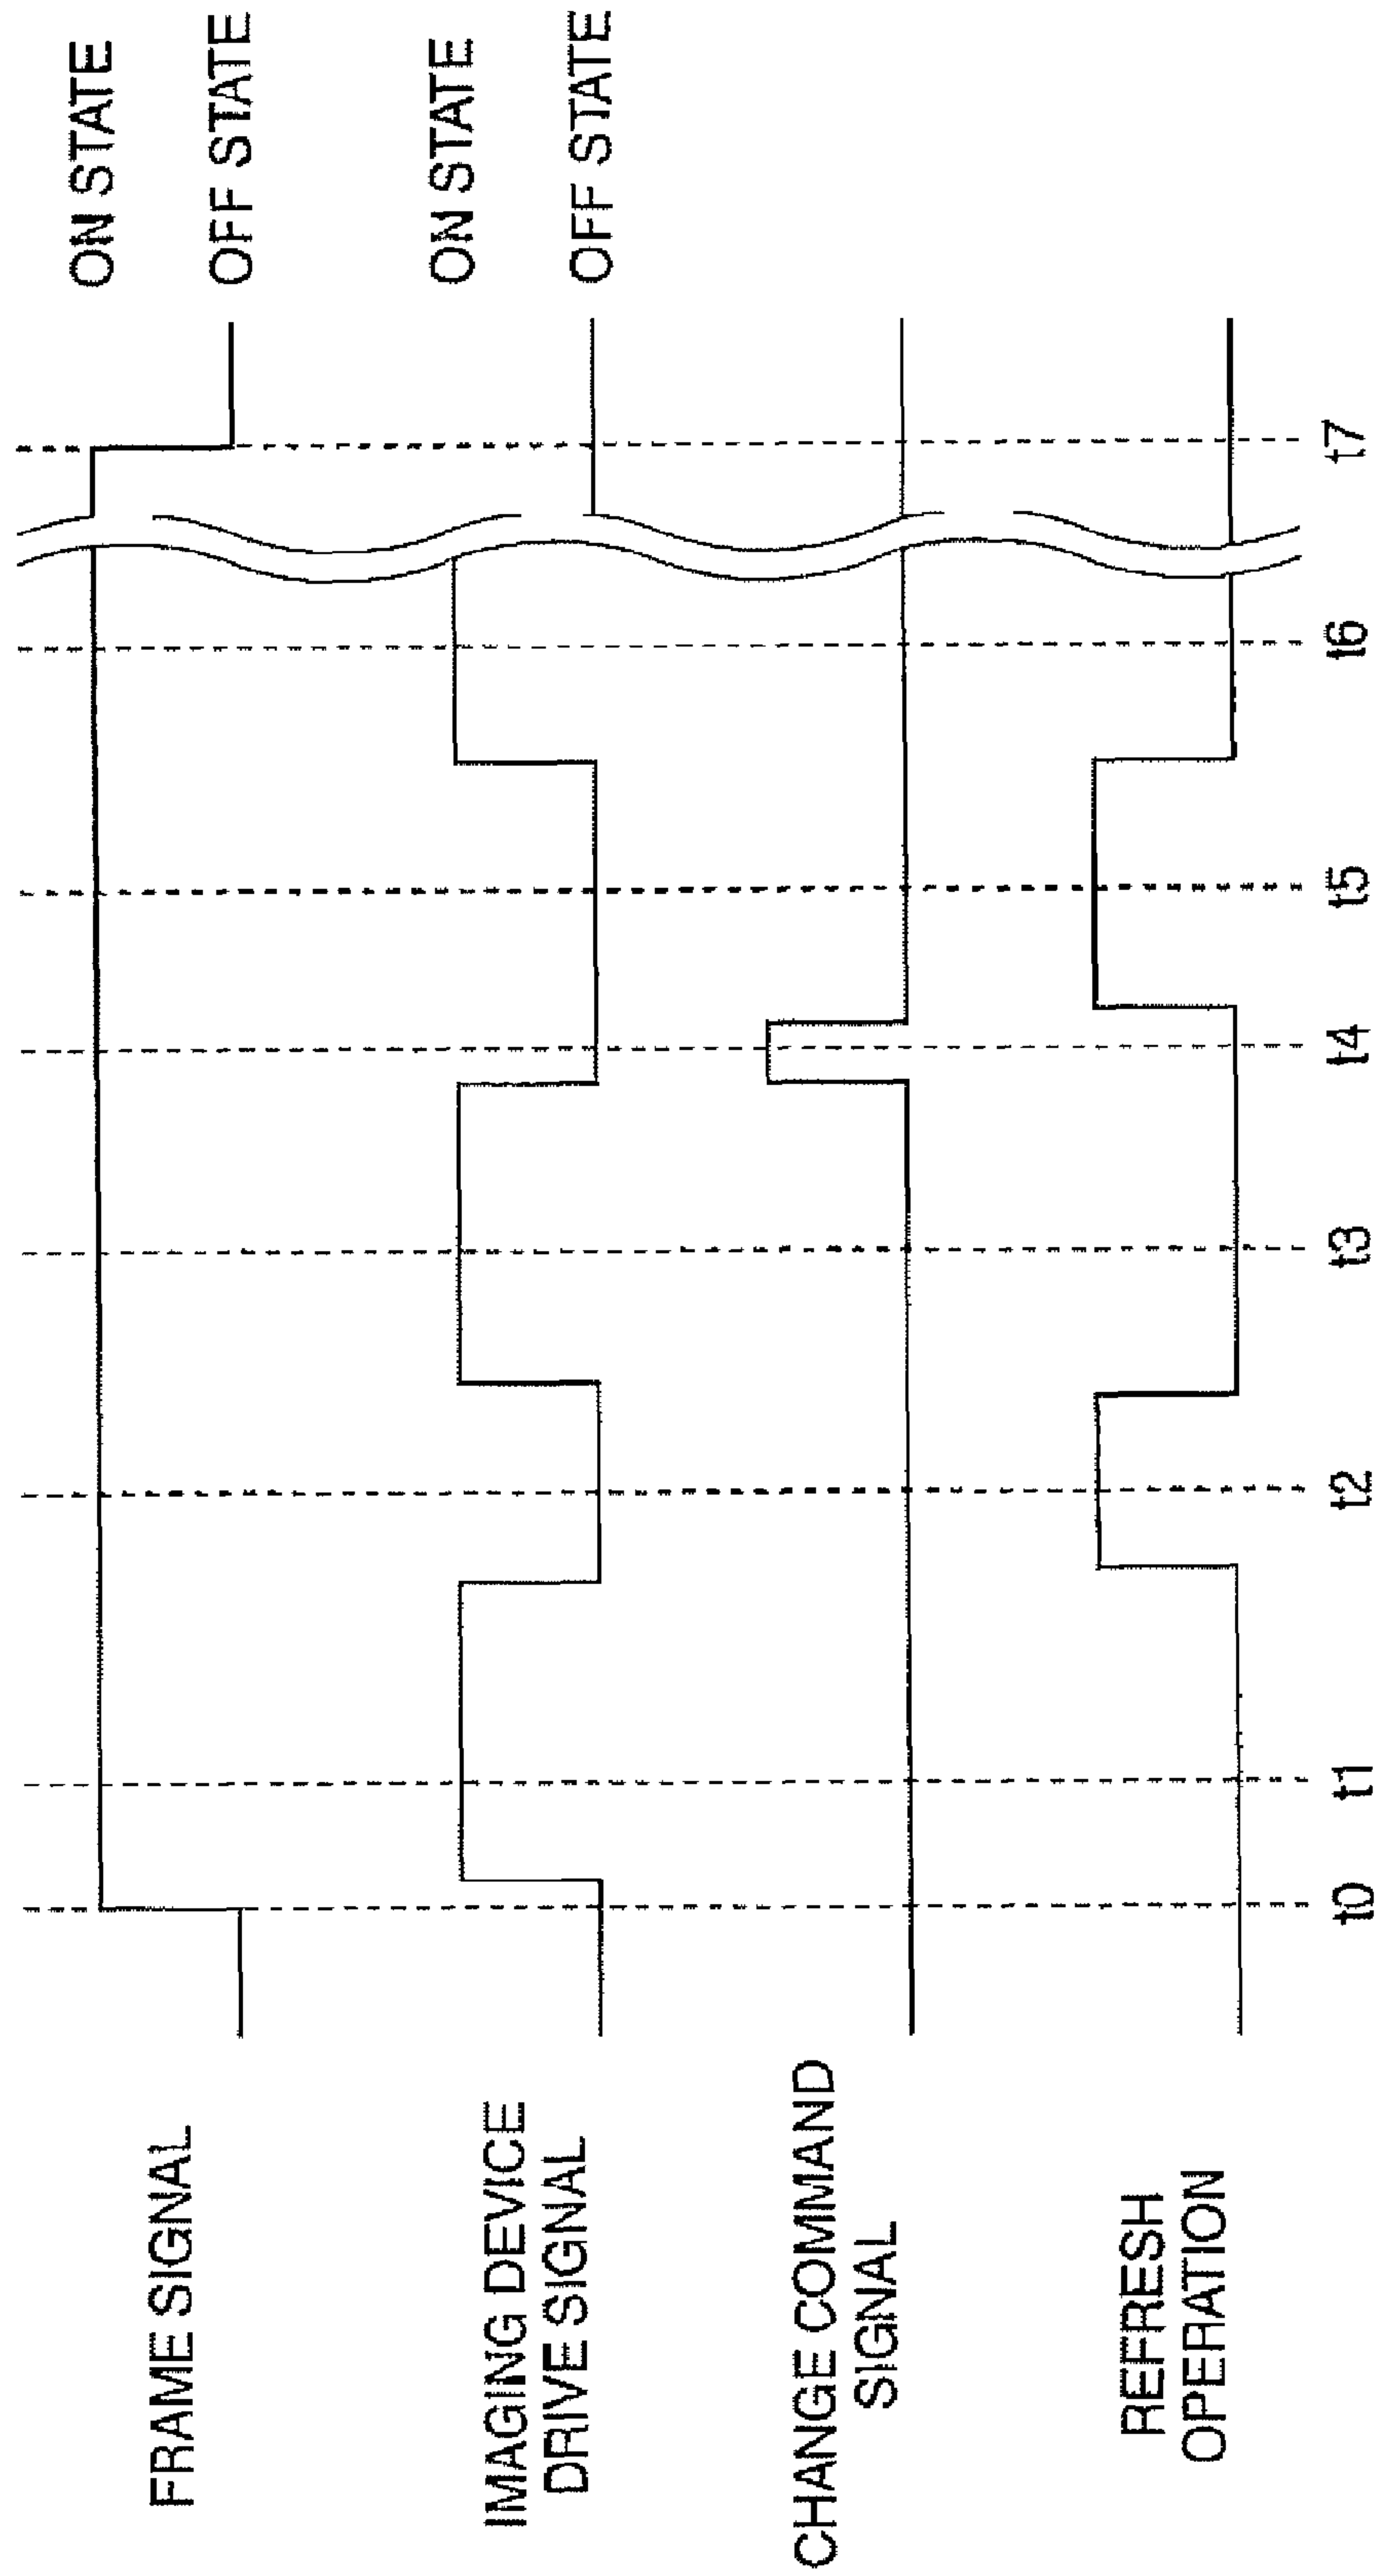 ON STATE
OFF STATE
ON STATE
OFF STATE
FRAME SIGNAL
IMAGING DEVICE
DRIVE SIGNAL
CHANGE COMMAND
SIGNAL
REFRESH
OPERATION
t0
t1
t2
t3
t4
t5
t6
t7